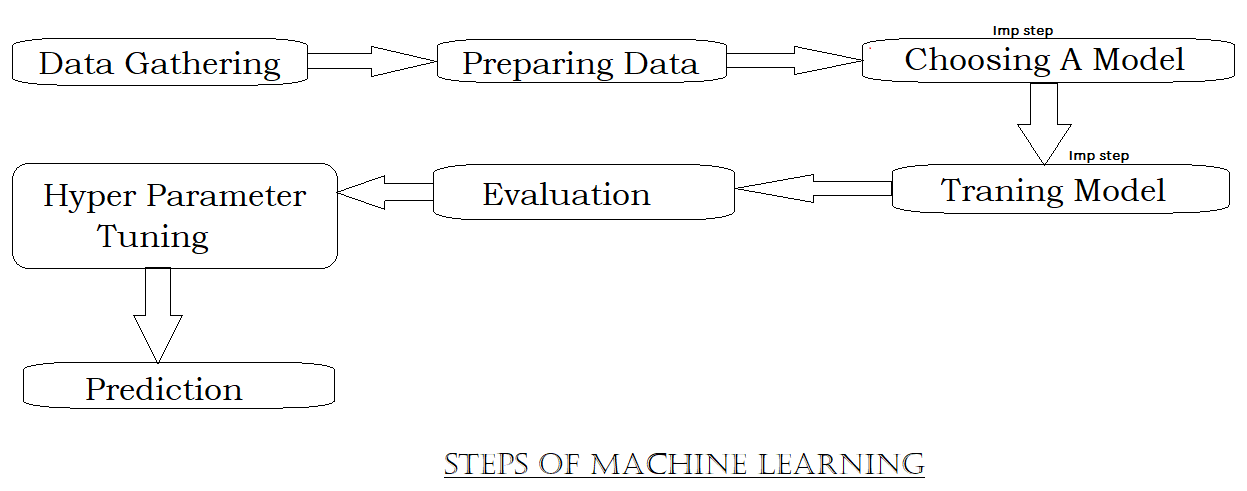 Data Gathering
Preparing Data
Imp step
Choosing A Model
Imp step
Traning Model
Evaluation
Hyper Parameter
Tuning
Prediction
STEPS OF MACHINE LEARNING